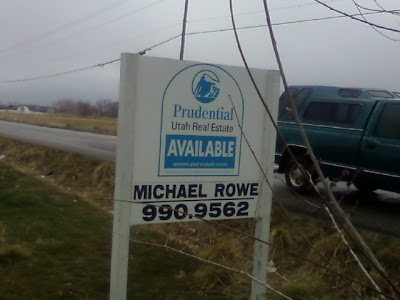 Prudential
Utah Real Estate
AVAILABLE
MICHAEL ROWE
990.9562